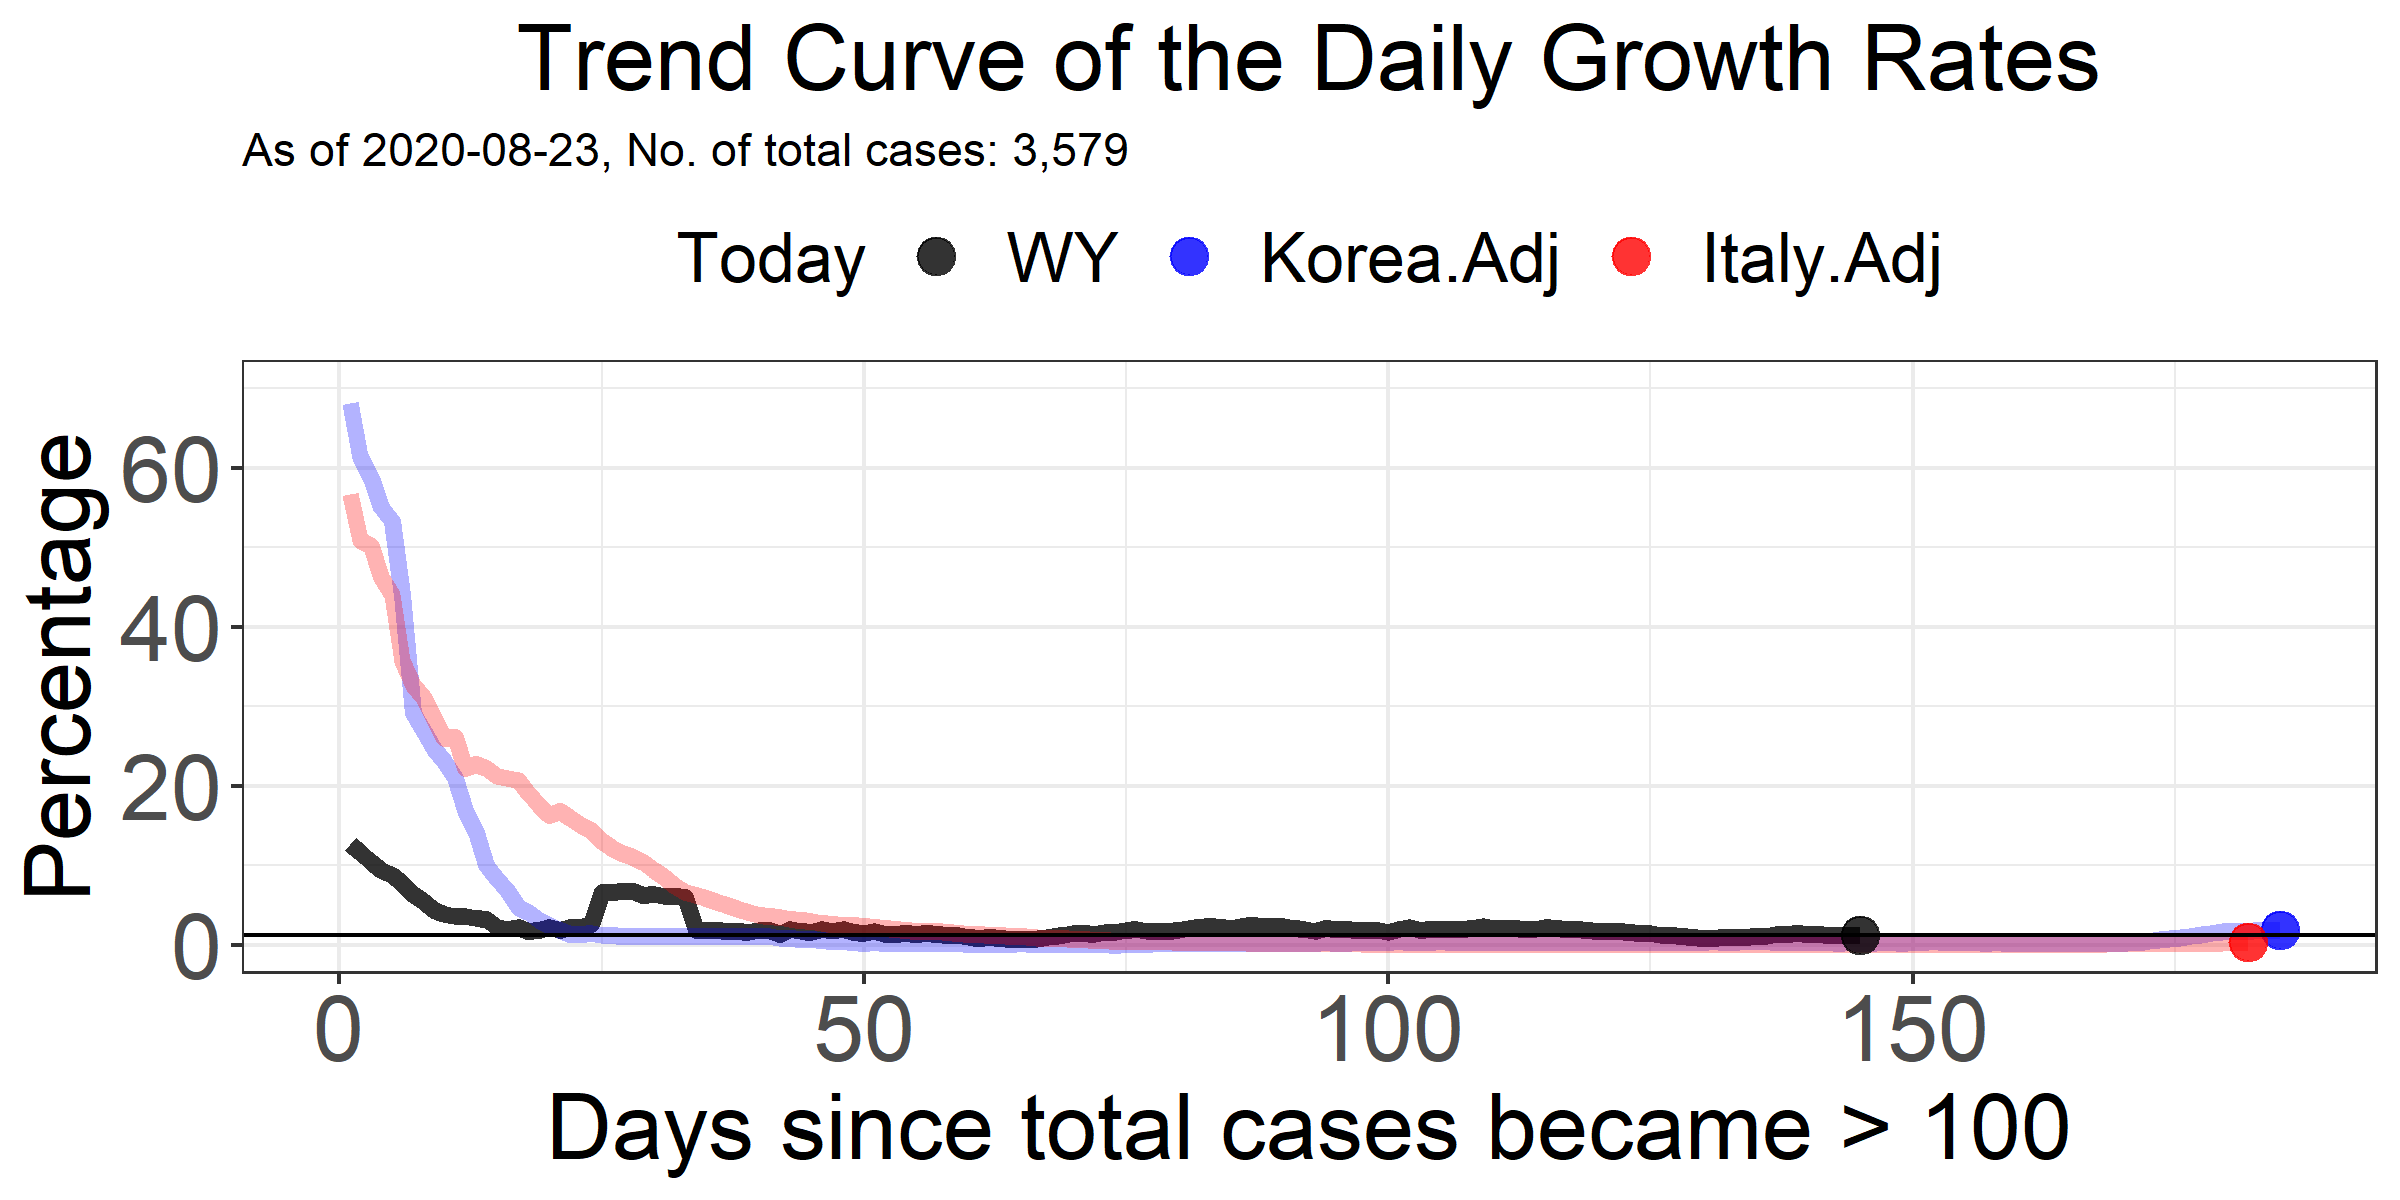 Trend Curve of the Daily Growth Rates
As of 2020-08-23, No. of total cases: 3,579
Today WY Korea.Adj Italy.Adj
Percentage
60
40
20
0
0 50 100 150
Days since total cases became > 100